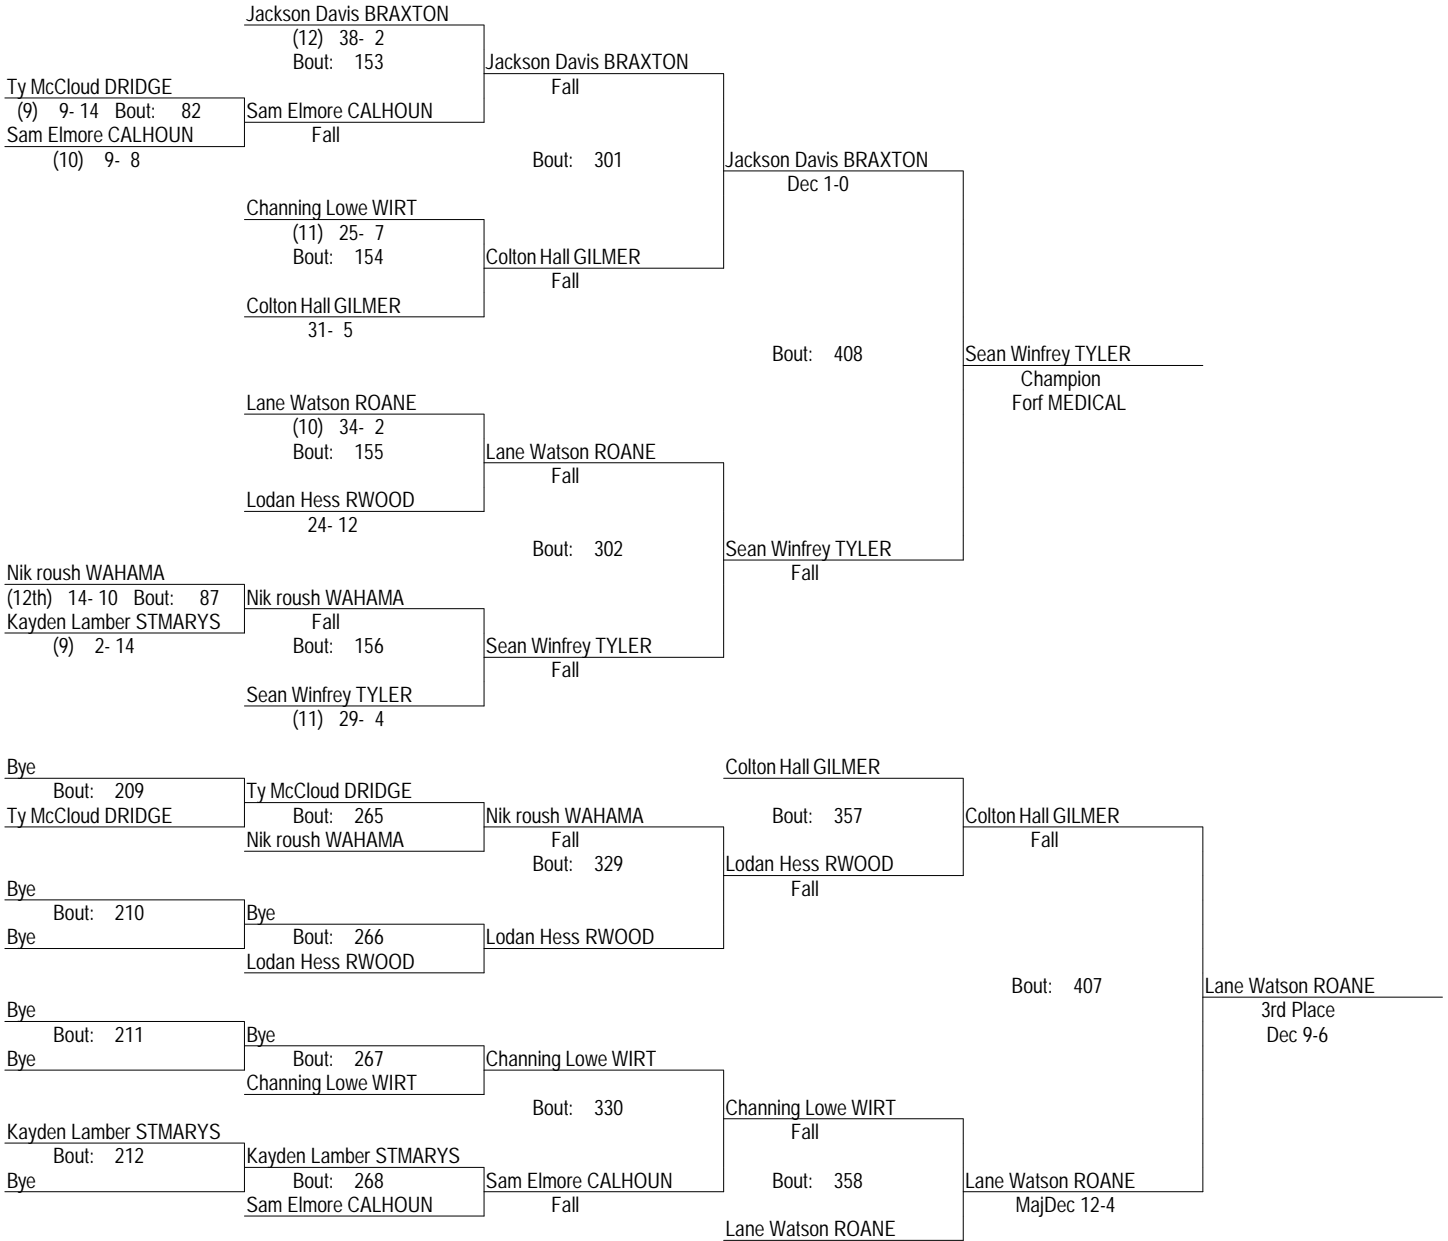 Jackson Davis BRAXTON
(12) 38- 2
Bout: 153
Jackson Davis BRAXTON
Fall
Ty McCloud DRIDGE
(9) 9- 14 Bout: 82
Sam Elmore CALHOUN
Fall
Sam Elmore CALHOUN
(10) 9- 8
Bout: 301
Jackson Davis BRAXTON
Dec 1-0
Channing Lowe WIRT
(11) 25- 7
Bout: 154
Colton Hall GILMER
Fall
Colton Hall GILMER
31- 5
Bout: 408
Sean Winfrey TYLER
Champion
Forf MEDICAL
Lane Watson ROANE
(10) 34- 2
Bout: 155
Lane Watson ROANE
Fall
Lodan Hess RWOOD
24- 12
Bout: 302
Sean Winfrey TYLER
Fall
Nik roush WAHAMA
(12th) 14- 10 Bout: 87
Nik roush WAHAMA
Fall
Kayden Lamber STMARYS
(9) 2- 14
Bout: 156
Sean Winfrey TYLER
Fall
Sean Winfrey TYLER
(11) 29- 4
Bye
Bout: 209
Ty McCloud DRIDGE
Ty McCloud DRIDGE
Bout: 265
Nik roush WAHAMA
Nik roush WAHAMA
Fall
Bout: 329
Colton Hall GILMER
Bout: 357
Lodan Hess RWOOD
Fall
Colton Hall GILMER
Fall
Bye
Bout: 210
Bye
Bye
Bout: 266
Lodan Hess RWOOD
Lodan Hess RWOOD
Bout: 407
Lane Watson ROANE
3rd Place
Dec 9-6
Bye
Bout: 211
Bye
Bye
Bout: 267
Channing Lowe WIRT
Channing Lowe WIRT
Bout: 330
Channing Lowe WIRT
Fall
Kayden Lamber STMARYS
Bout: 212
Bye
Kayden Lamber STMARYS
Bout: 268
Sam Elmore CALHOUN
Sam Elmore CALHOUN
Fall
Bout: 358
Lane Watson ROANE
Lane Watson ROANE
MajDec 12-4